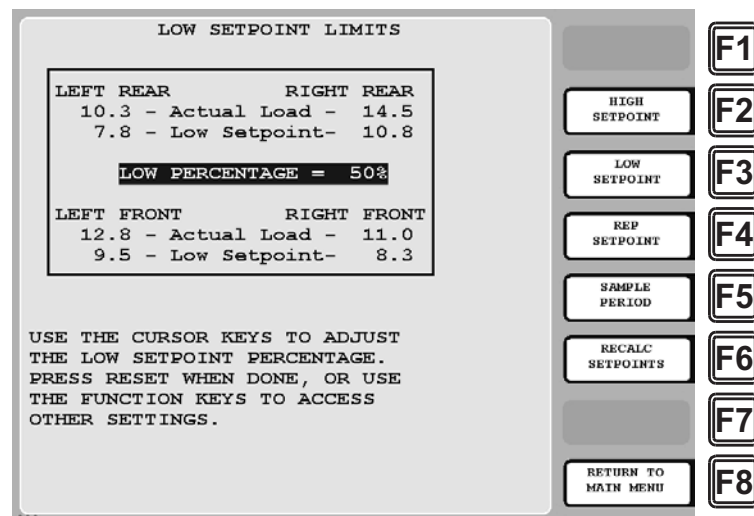 LOW SETPOINT LIMITS
LEFT REAR RIGHT REAR
10.3 - Actual Load - 14.5
7.8 - Low Setpoint- 10.8
LOW PERCENTAGE = 50%
LEFT FRONT RIGHT FRONT
12.8 - Actual Load - 11.0
9.5 - Low Setpoint- 8.3
USE THE CURSOR KEYS TO ADJUST
THE LOW SETPOINT PERCENTAGE.
PRESS RESET WHEN DONE, OR USE
THE FUNCTION KEYS TO ACCESS
OTHER SETTINGS.
F1
HIGH
SETPOINT
F2
LOW
SETPOINT
F3
REP
SETPOINT
F4
SAMPLE
PERIOD
F5
RECALC
SETPOINTS
F6
F7
RETURN TO
MAIN MENU
F8